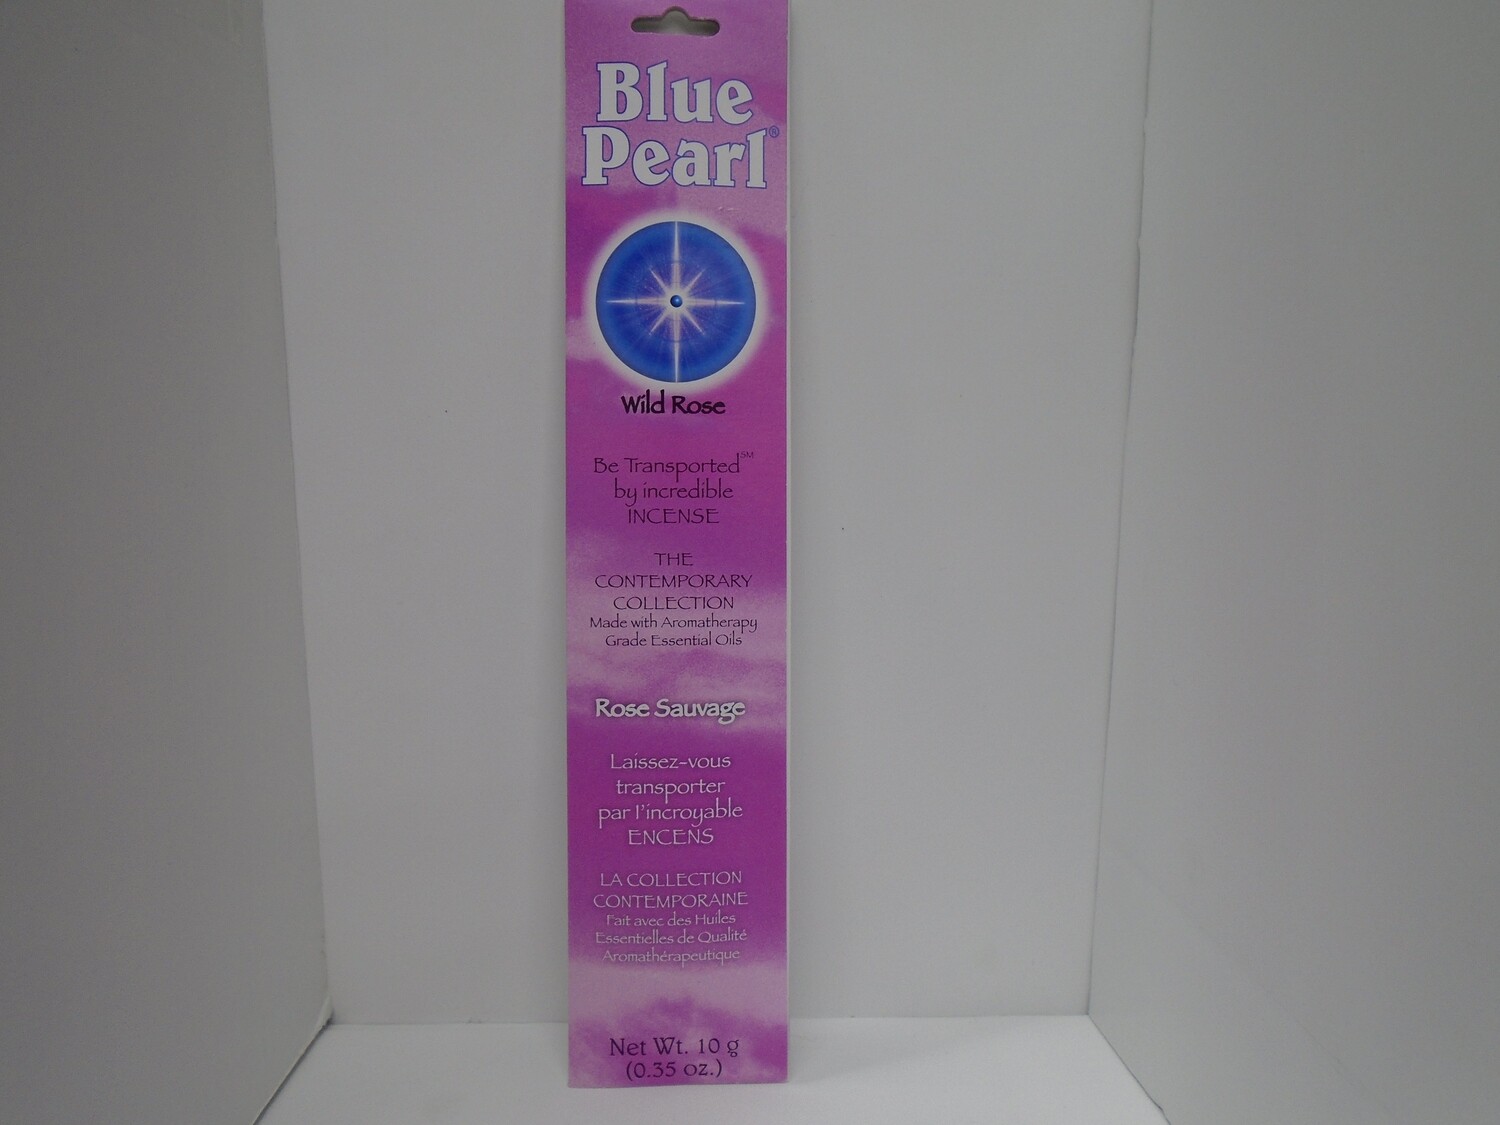 Blue
Pearl®
Wild Rose
Be Transported℠
by incredible
INCENSE
THE
CONTEMPORARY
COLLECTION
Made with Aromatherapy
Grade Essential Oils
Rose Sauvage
Laissez-vous
transporter
par l'incroyable
ENCENS
LA COLLECTION
CONTEMPORAINE
Fait avec des Huiles
Essentielles de Qualité
Aromathérapeutique
Net Wt. 10 g
(0.35 oz.)